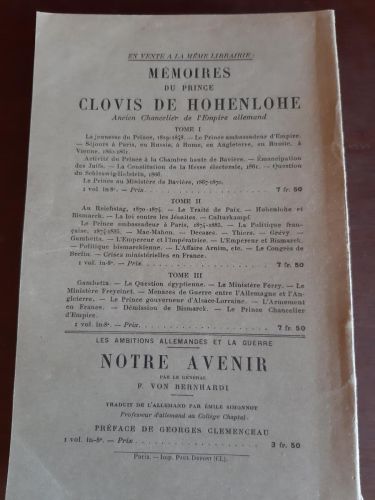 EN VENTE A LA MÊME LIBRAIRIE :
MÉMOIRES
DU PRINCE
CLOVIS DE HOHENLOHE
Ancien Chancelier de l'Empire allemand
TOME I
La jeunesse du Prince, 1819-1878. — Le Prince ambassadeur d'Empire.
— Séjours à Paris, en Russie, à Rome, en Angleterre, en Russie, à
Vienne, 1860-1861.
Activité du Prince à la Chambre haute de Bavière. — Emancipation
des Juifs. — La Constitution de la Hesse électorale, 1861. — Question
du Schleswig-Holstein, 1866.
Le Prince au Ministère de Bavière, 1867-1870.
1 vol. in-8°. — Prix. 7 fr. 50
TOME II
Au Reichstag, 1870-1874. — Le Traité de Paix. — Hohenlohe et
Bismarck. — La loi contre les Jésuites. — Culturkampf.
Le Prince ambassadeur à Paris, 1874-1885. — La Politique fran-
çaise, 1875-1885. — Mac-Mahon. — Decazes. — Thiers. — Grévy —
Gambetta. — L'Empereur et l'Impératrice. — L'Empereur et Bismarck.
— Politique bismarckienne. — L'Affaire Arnim, etc. — Le Congrès de
Berlin. — Crises ministérielles en France.
1 vol. in-8°. — Prix. 7 fr. 50
TOME III
Gambetta. — Le Question égyptienne. — Le Ministère Ferry. — Le
Ministère Freycinet. — Menaces de Guerre entre l'Allemagne et l'An-
gleterre. — Le Prince gouverneur d'Alsace-Lorraine. — L'Armement
en France. — Démission de Bismarck. — Le Prince Chancelier
d'Empire.
1 vol. in-8°. — Prix. 7 fr. 50
LES AMBITIONS ALLEMANDES ET LA GUERRE
NOTRE AVENIR
PAR LE GÉNÉRAL
F. VON BERNHARDI
TRADUIT DE L'ALLEMAND PAR ÉMILE SIMONNOT
Professeur d'allemand au Collège Chaptal.
PRÉFACE DE GEORGES CLEMENCEAU
1 vol. in-8°. — Prix 3 fr. 50
Paris. — Imp. PAUL DUPONT (Cl.).